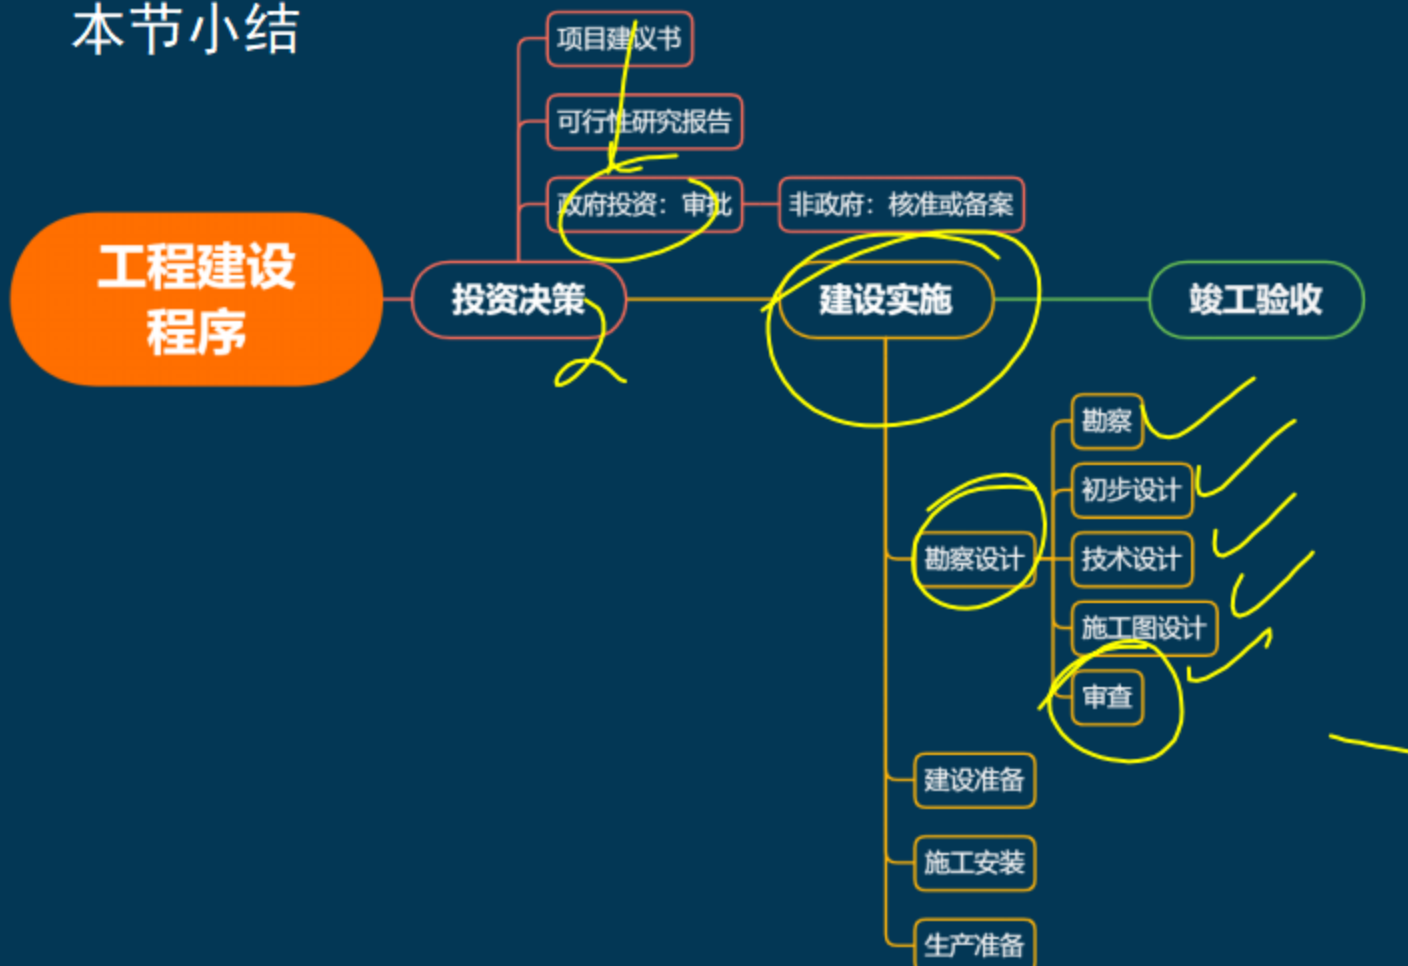 本节小结
项目建议书
可行性研究报告
政府投资：审批
非政府：核准或备案
工程建设
程序
投资决策
建设实施
竣工验收
勘察设计
勘察
初步设计
技术设计
施工图设计
审查
建设准备
施工安装
生产准备